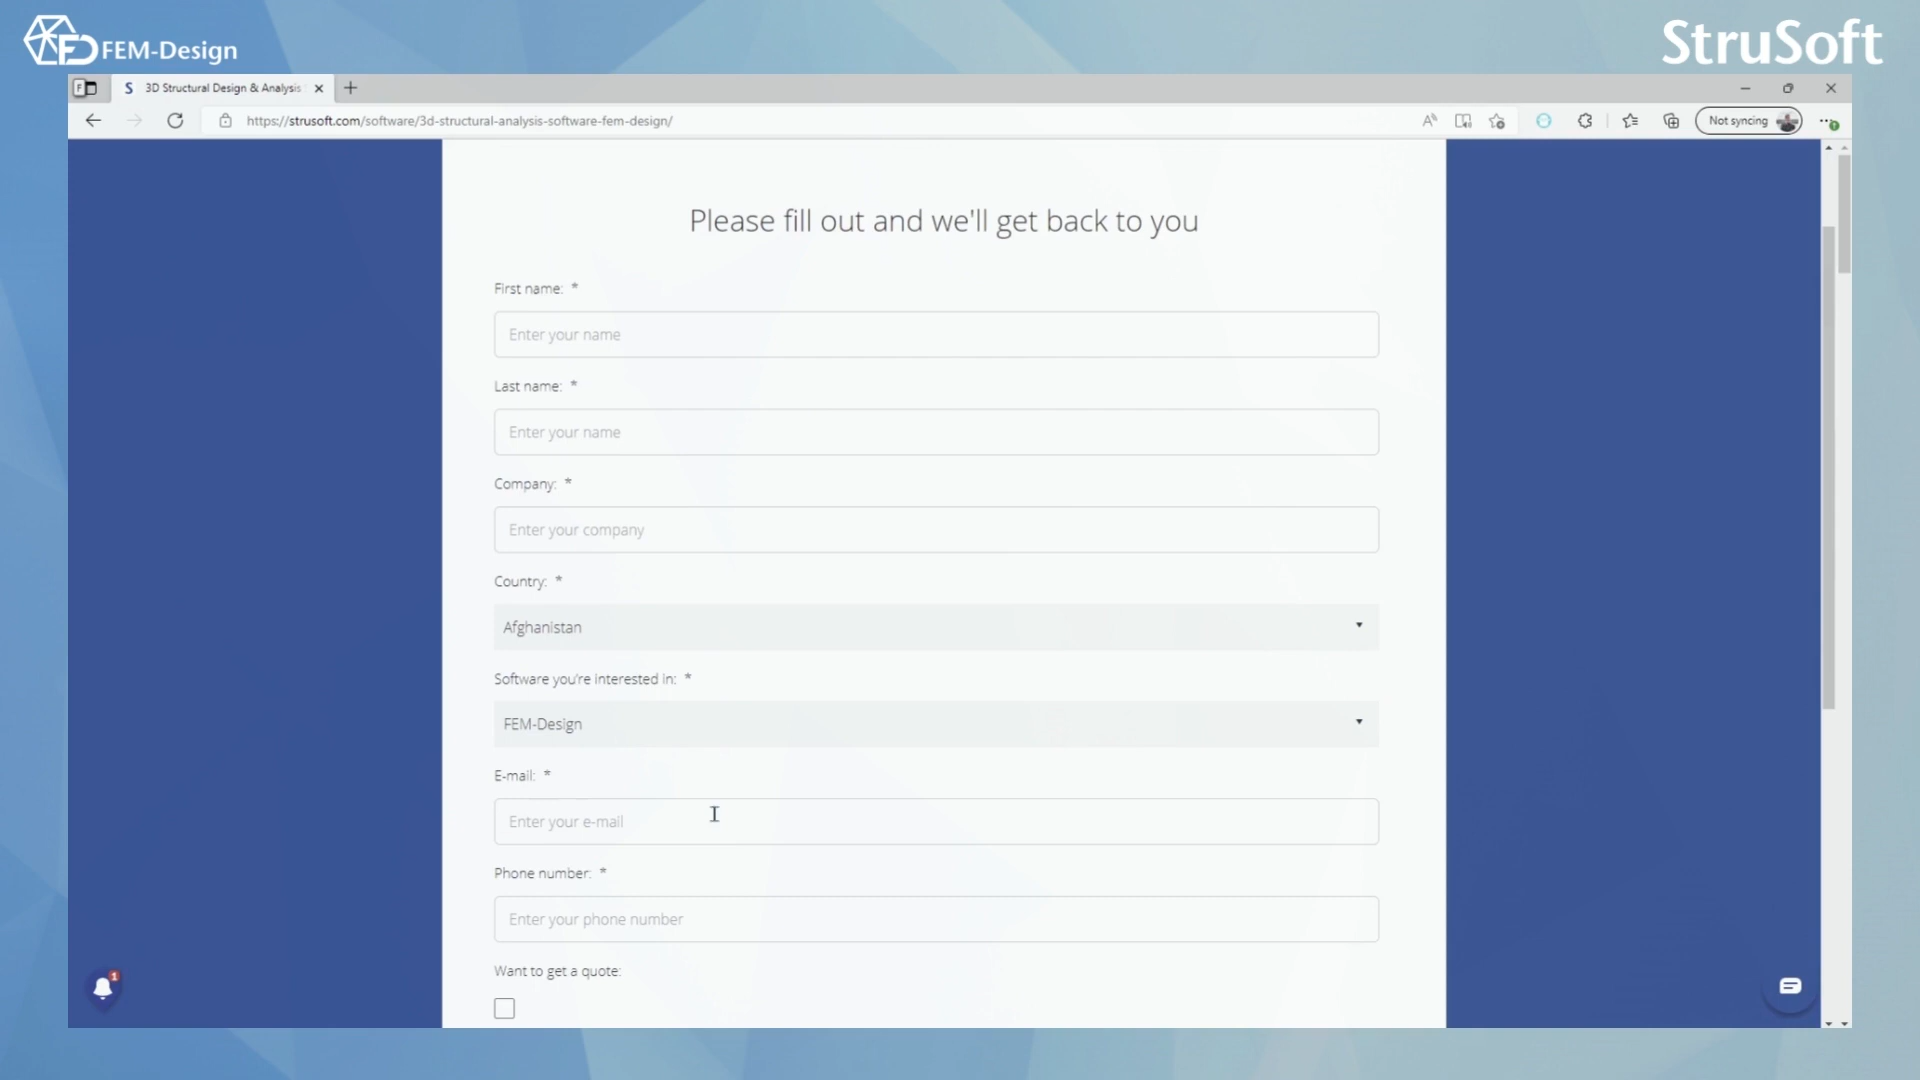 FEM-Design
StruSoft
3D Structural Design & Analysis
https://strusoft.com/software/3d-structural-analysis-software-fem-design/
Not syncing
Please fill out and we'll get back to you
First name: *
Enter your name
Last name: *
Enter your name
Company: *
Enter your company
Country: *
Afghanistan
Software you're interested in: *
FEM-Design
E-mail: *
Enter your e-mail
Phone number: *
Enter your phone number
Want to get a quote:
1